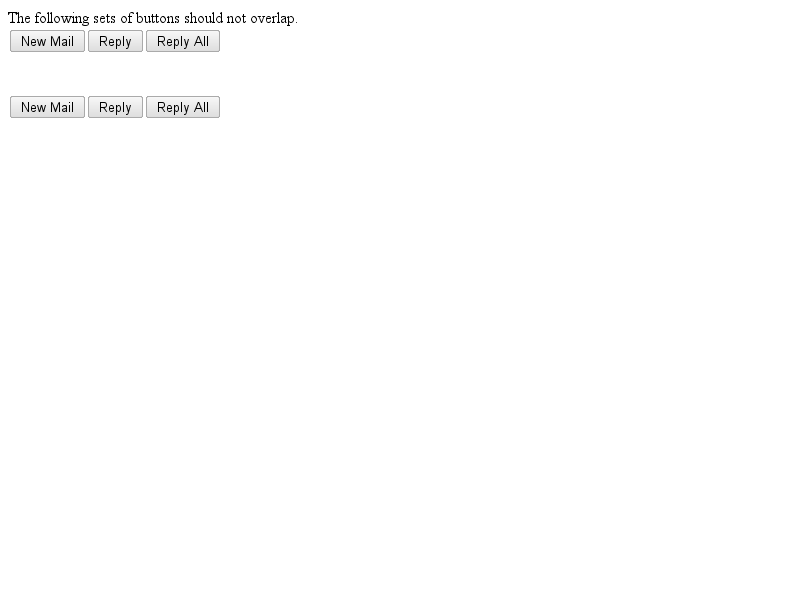 The following sets of buttons should not overlap.
New Mail Reply Reply All
New Mail Reply Reply All